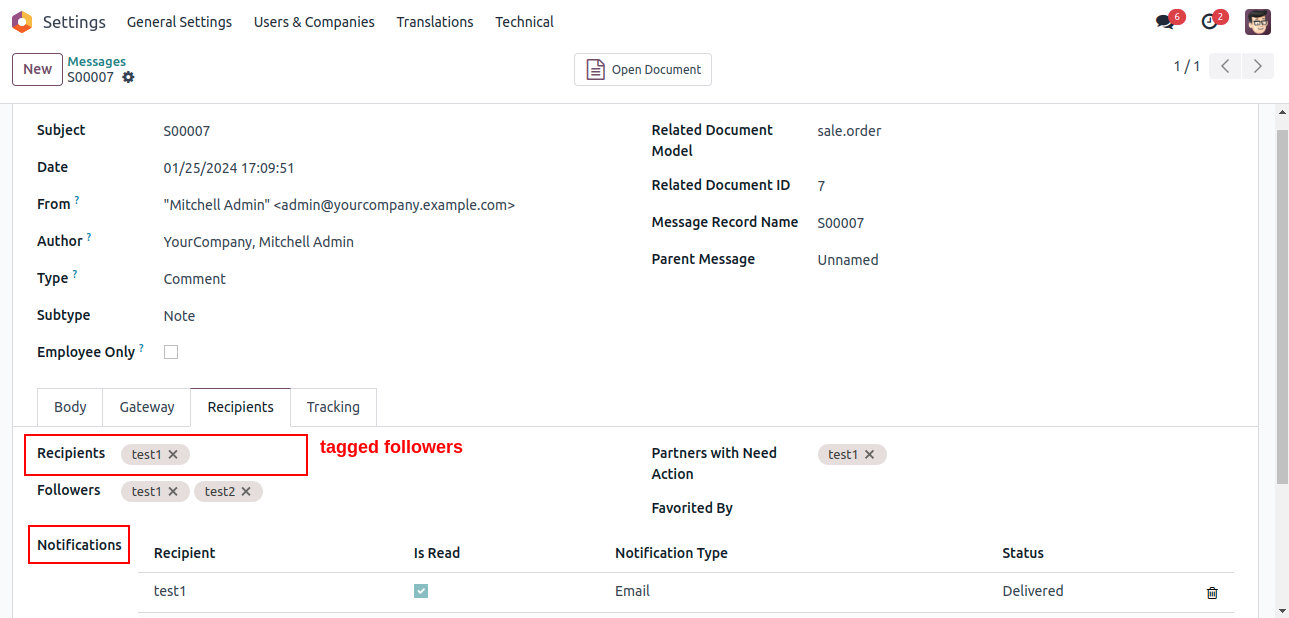 Settings General Settings Users & Companies Translations Technical 6 2
New Messages
S00007 Open Document 1 / 1
Subject S00007 Related Document Model sale.order
Date 01/25/2024 17:09:51 Related Document ID 7
From ? "Mitchell Admin" <admin@yourcompany.example.com> Message Record Name S00007
Author ? YourCompany, Mitchell Admin Parent Message Unnamed
Type ? Comment
Subtype Note
Employee Only ?
Body Gateway Recipients Tracking
Recipients test1 tagged followers Partners with Need Action test1
Followers test1 test2 Favorited By
Notifications Recipient Is Read Notification Type Status
test1 Email Delivered